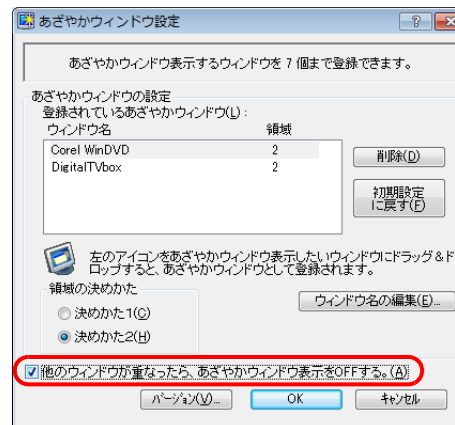 あざやかウィンドウ設定
あざやかウィンドウ表示するウィンドウを 7 個まで登録できます。
あざやかウィンドウの設定
登録されているあざやかウィンドウ(L):
ウィンドウ名 領域
Corel WinDVD 2
DigitalTVbox 2
削除(D)
初期設定
に戻す(F)
左のアイコンをあざやかウィンドウ表示したいウィンドウにドラッグ&ド
ロップすると、あざやかウィンドウとして登録されます。
領域の決めかた
決めかた1(C)
決めかた2(H)
ウィンドウ名の編集(E)...
他のウィンドウが重なったら、あざやかウィンドウ表示をOFFする。(A)
バージョン(V)... OK キャンセル